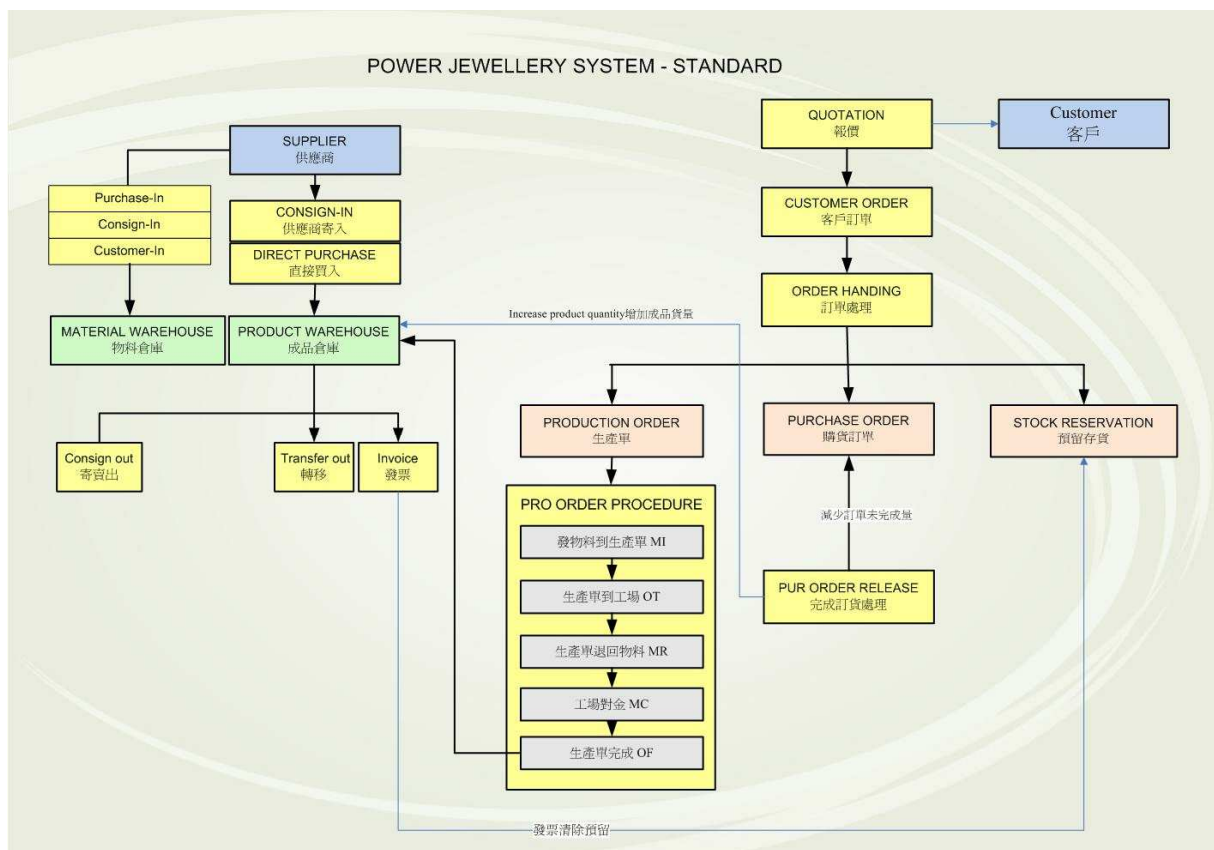 POWER JEWELLERY SYSTEM - STANDARD
QUOTATION
報價
Customer
客戶
SUPPLIER
供應商
Purchase-In
Consign-In
Customer-In
CONSIGN-IN
供應商寄入
DIRECT PURCHASE
直接買入
CUSTOMER ORDER
客戶訂單
ORDER HANDING
訂單處理
MATERIAL WAREHOUSE
物料倉庫
PRODUCT WAREHOUSE
成品倉庫
Increase product quantity增加成品貨量
PRODUCTION ORDER
生產單
PURCHASE ORDER
購貨訂單
STOCK RESERVATION
預留存貨
Consign out
寄賣出
Transfer out
轉移
Invoice
發票
PRO ORDER PROCEDURE
發物料到生產單 MI
生產單到工場 OT
生產單退回物料 MR
工場對金 MC
生產單完成 OF
減少訂單未完成量
PUR ORDER RELEASE
完成訂貨處理
發票清除預留